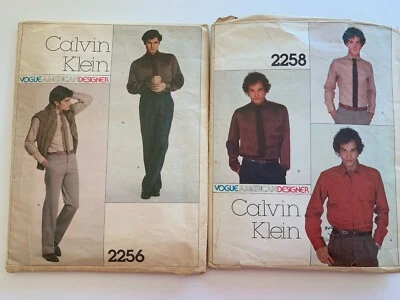 Calvin
Klein
VOGUE AMERICAN DESIGNER
2256
2258
VOGUE AMERICAN DESIGNER
Calvin
Klein